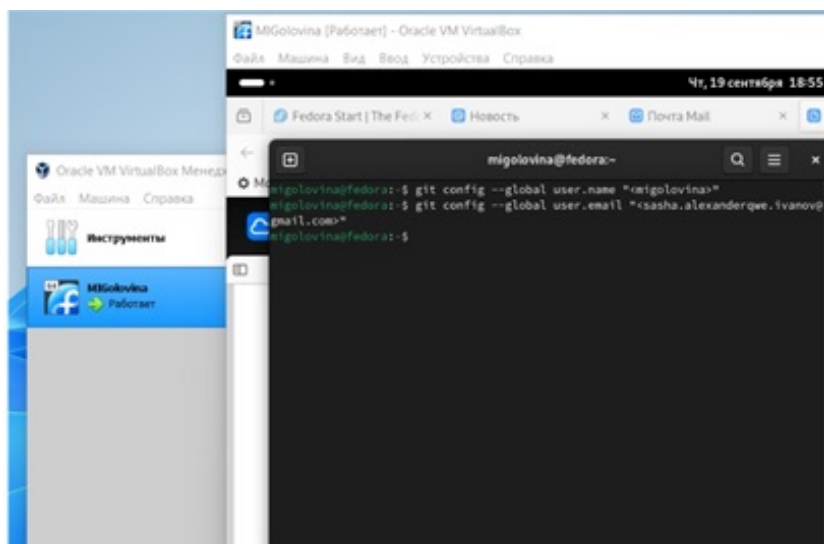 MIGolovina [Работает] - Oracle VM VirtualBox
Файл Машина Вид Ввод Устройства Справка
Чт, 19 сентября 18:55
Fedora Start | The Fed
Новость
Почта Mail
migolovina@fedora:~
migolovina@fedora:~$ git config --global user.name "<migolovina>"
migolovina@fedora:~$ git config --global user.email "<sasha.alexanderqwe.ivanov@
gmail.com>"
migolovina@fedora:~$
Oracle VM VirtualBox Менедж
Файл Машина Справка
Инструменты
MIGolovina
Работает